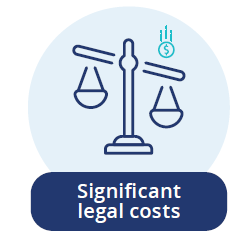 $
Significant
legal costs